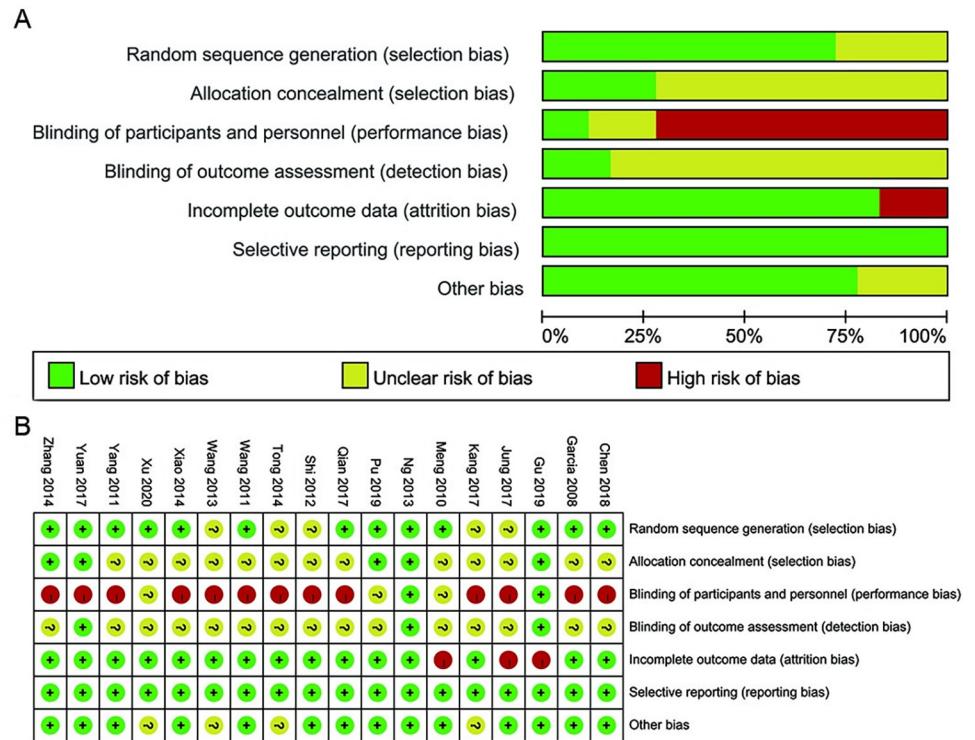 A
Random sequence generation (selection bias)
Allocation concealment (selection bias)
Blinding of participants and personnel (performance bias)
Blinding of outcome assessment (detection bias)
Incomplete outcome data (attrition bias)
Selective reporting (reporting bias)
Other bias
0% 25% 50% 75% 100%
Low risk of bias Unclear risk of bias High risk of bias
B
Zhang 2014 Yuan 2017 Yang 2011 Xu 2020 Xiao 2014 Wang 2013 Wang 2011 Tong 2014 Shi 2012 Qian 2017 Pu 2019 Ng 2013 Meng 2010 Kang 2017 Jung 2017 Gu 2019 Garcia 2008 Chen 2018
+ + + + + ? + ? ? + + + + ? ? + + + Random sequence generation (selection bias)
+ + ? ? ? ? ? ? ? ? + + ? ? ? + ? ? Allocation concealment (selection bias)
- - - ? - - - - - - ? + ? - - + - - Blinding of participants and personnel (performance bias)
? + ? ? ? ? ? ? ? ? ? + ? ? ? + ? ? Blinding of outcome assessment (detection bias)
+ + + + + + + + + + + + - + - - + + Incomplete outcome data (attrition bias)
+ + + + + + + + + + + + + + + + + + Selective reporting (reporting bias)
+ + + ? + ? + ? + + + + + ? + + + + Other bias